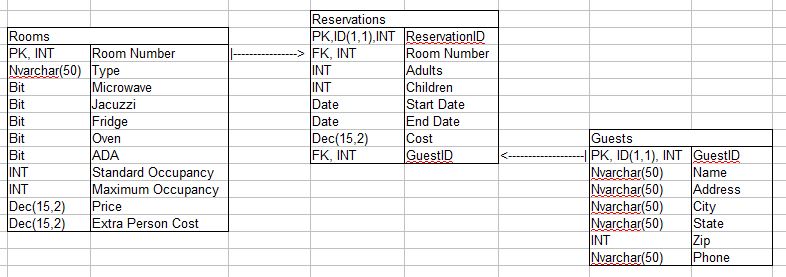 Reservations
Rooms PK,ID(1,1),INT ReservationID
PK, INT Room Number |---------------> FK, INT Room Number
Nvarchar(50) Type INT Adults
Bit Microwave INT Children
Bit Jacuzzi Date Start Date
Bit Fridge Date End Date
Bit Oven Dec(15,2) Cost Guests
Bit ADA FK, INT GuestID <-------------------| PK, ID(1,1), INT GuestID
INT Standard Occupancy Nvarchar(50) Name
INT Maximum Occupancy Nvarchar(50) Address
Dec(15,2) Price Nvarchar(50) City
Dec(15,2) Extra Person Cost Nvarchar(50) State
INT Zip
Nvarchar(50) Phone